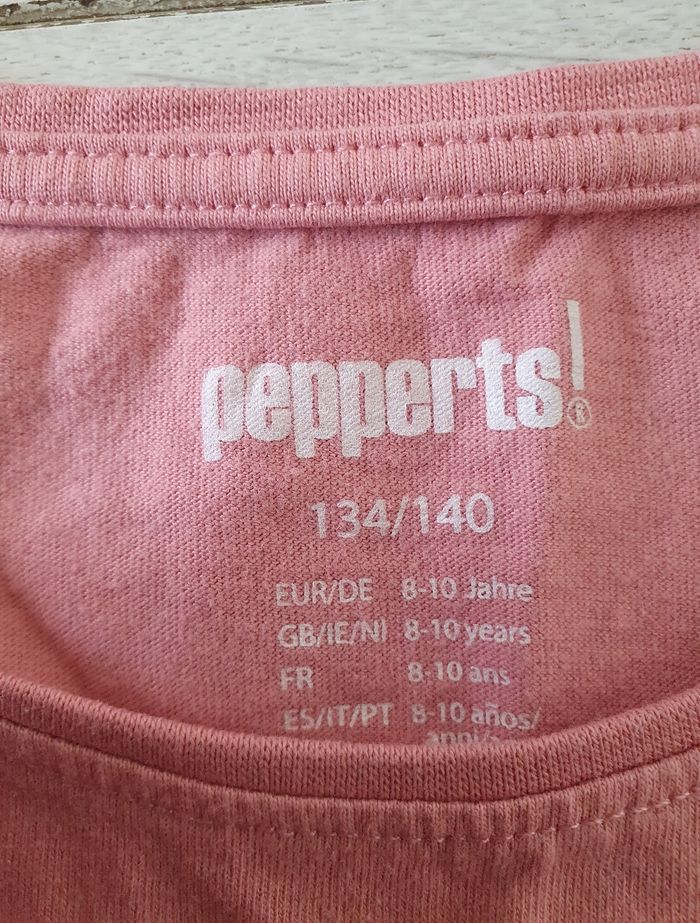 pepperts!®
134/140
EUR/DE 8-10 Jahre
GB/IE/NI 8-10 years
FR 8-10 ans
ES/IT/PT 8-10 años/